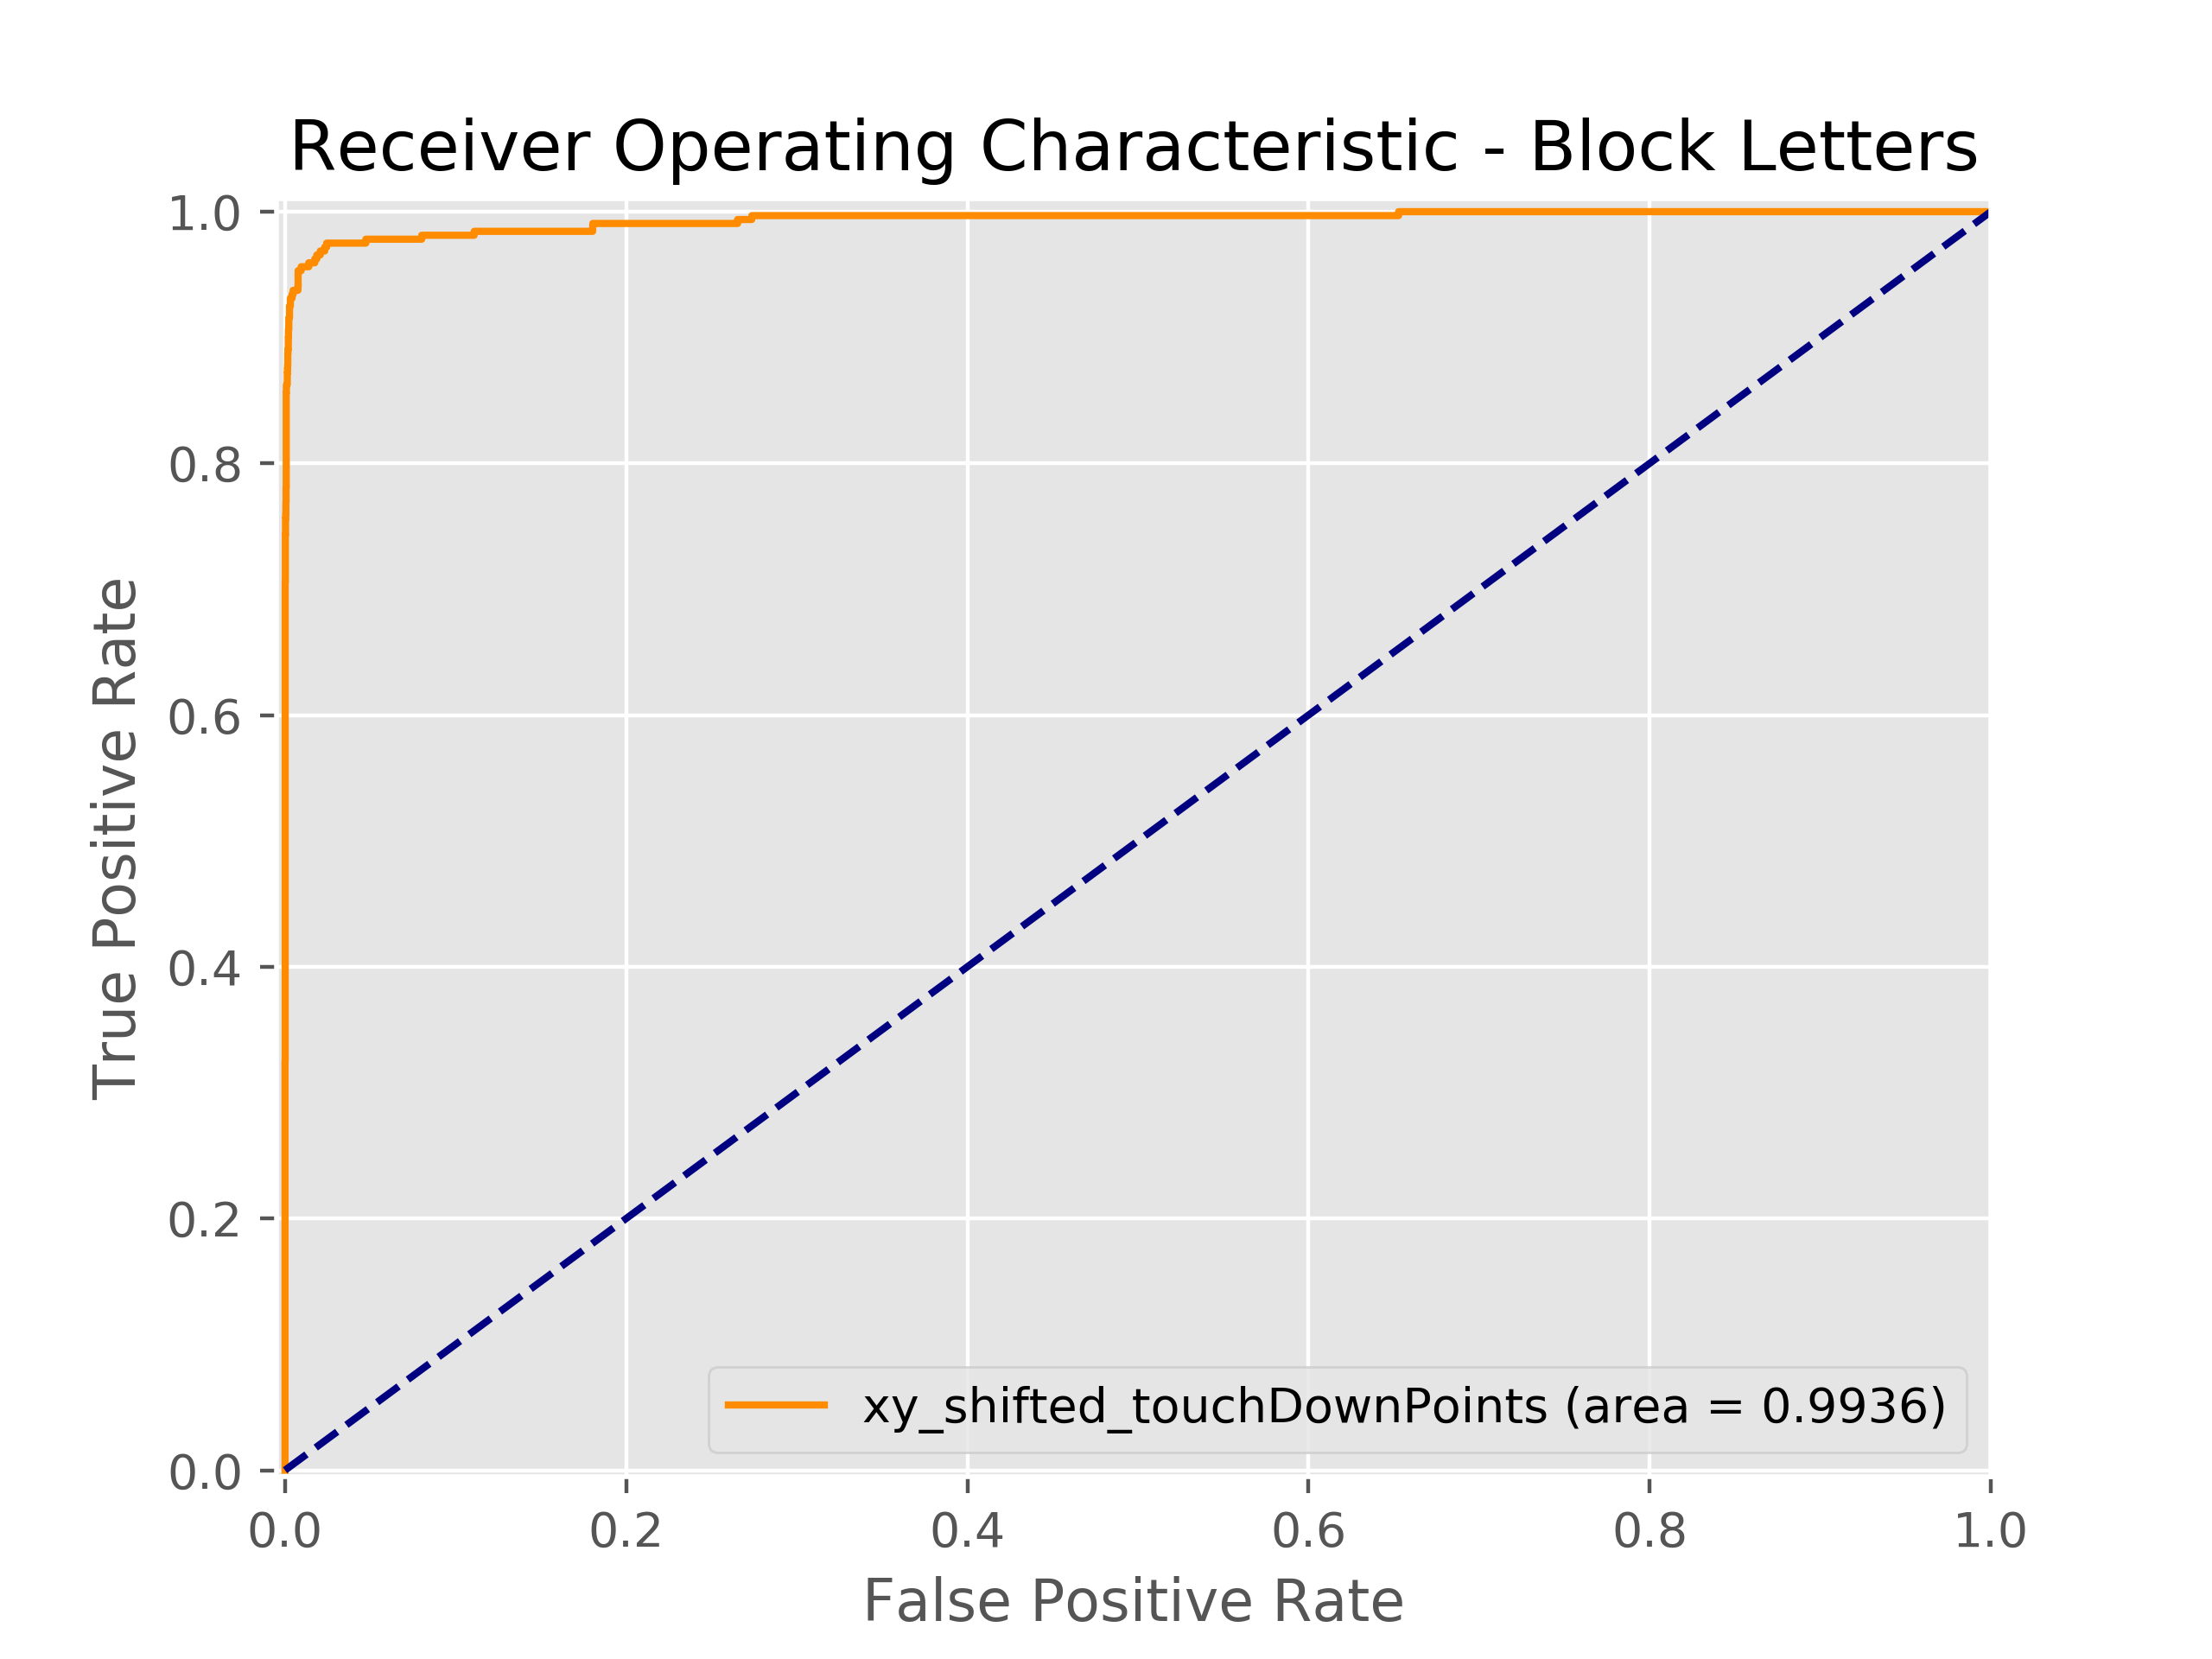 Receiver Operating Characteristic - Block Letters
1.0
0.8
0.6
0.4
0.2
0.0
True Positive Rate
xy_shifted_touchDownPoints (area = 0.9936)
0.0 0.2 0.4 0.6 0.8 1.0
False Positive Rate